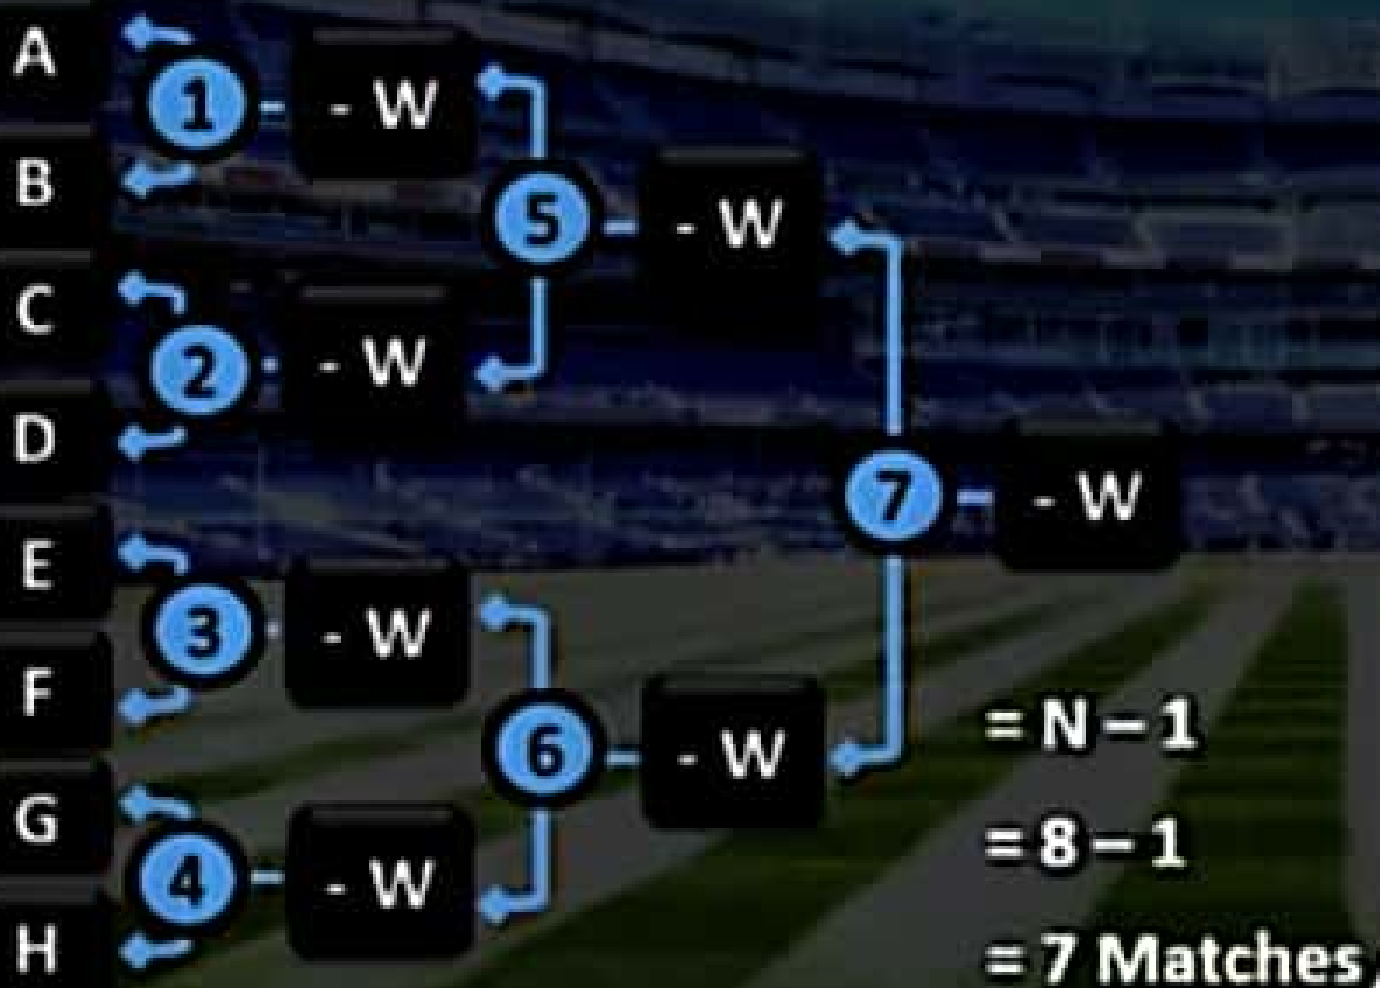 A
1 - W
B
5 - W
C
2 - W
D
7 - W
E
3 - W
F
6 - W
G
4 - W
H
= N – 1
= 8 – 1
= 7 Matches